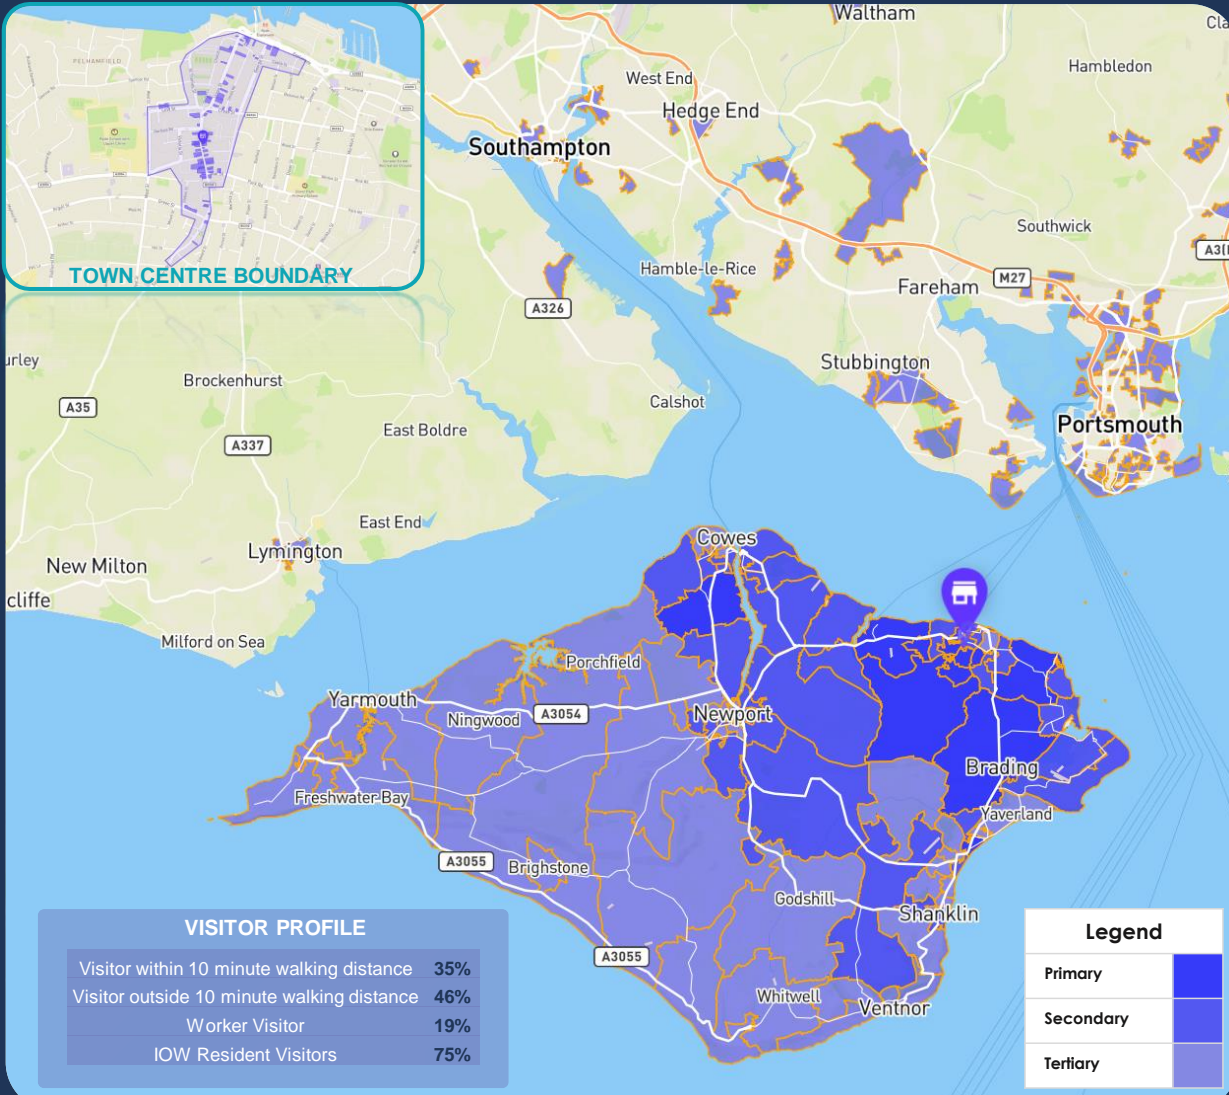 PELHAMFIELD
TOWN CENTRE BOUNDARY
Waltham
Hambledon
West End
Hedge End
Southampton
Southwick
Hamble-le-Rice
Fareham
M27
A326
Stubbington
Brockenhurst
A35
Calshot
Portsmouth
East Boldre
A337
East End
Lymington
New Milton
Cowes
Milford on Sea
Porchfield
Yarmouth
Ningwood
A3054
Newport
Brading
Freshwater Bay
Yaverland
A3055
Brighstone
Godshill
Shanklin
A3055
Whitwell
Ventnor
VISITOR PROFILE
Visitor within 10 minute walking distance 35%
Visitor outside 10 minute walking distance 46%
Worker Visitor 19%
IOW Resident Visitors 75%
Legend
Primary
Secondary
Tertiary